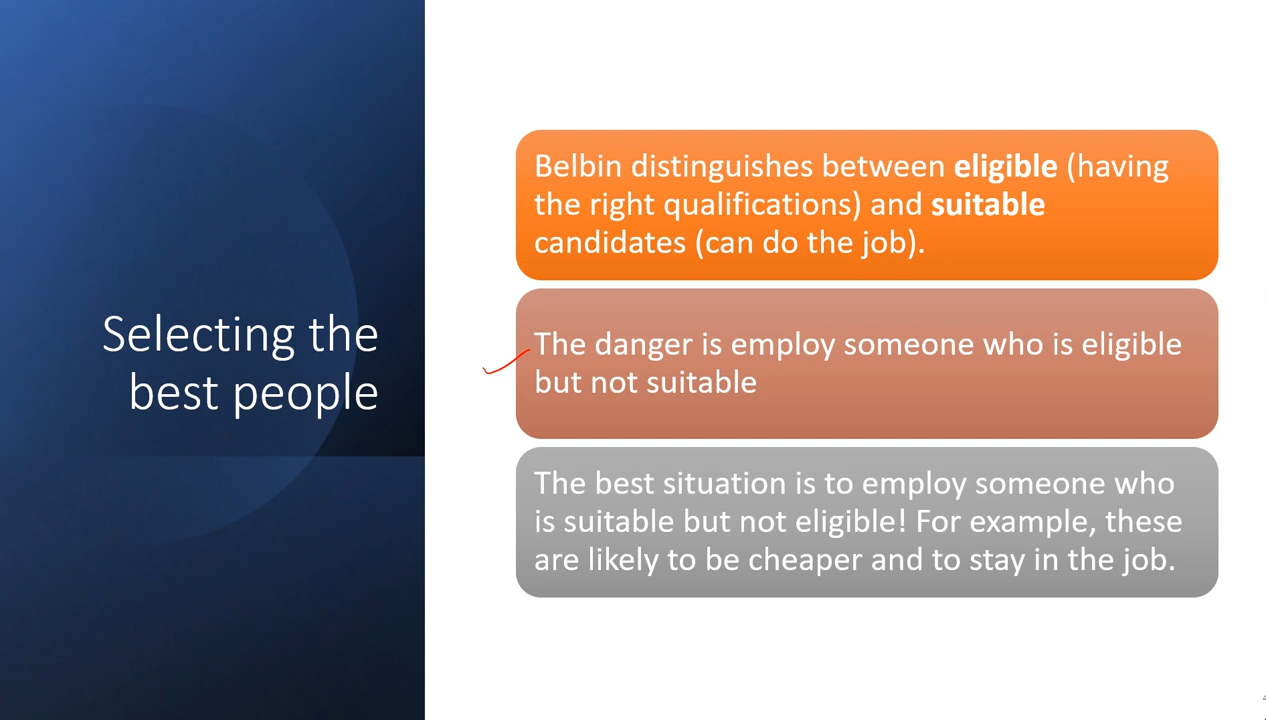 Selecting the
best people
Belbin distinguishes between eligible (having
the right qualifications) and suitable
candidates (can do the job).
The danger is employ someone who is eligible
but not suitable
The best situation is to employ someone who
is suitable but not eligible! For example, these
are likely to be cheaper and to stay in the job.